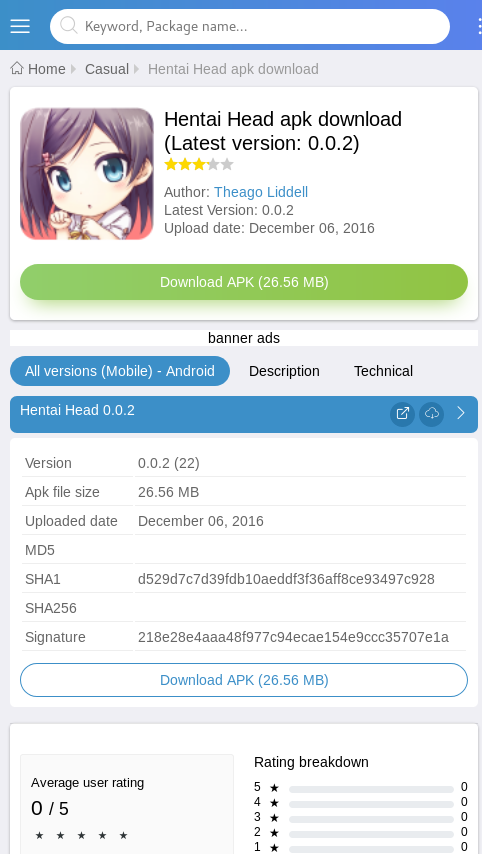 Keyword, Package name...
Home Casual Hentai Head apk download
Hentai Head apk download
(Latest version: 0.0.2)
Author: Theago Liddell
Latest Version: 0.0.2
Upload date: December 06, 2016
Download APK (26.56 MB)
banner ads
All versions (Mobile) - Android Description Technical
Hentai Head 0.0.2
Version 0.0.2 (22)
Apk file size 26.56 MB
Uploaded date December 06, 2016
MD5
SHA1 d529d7c7d39fdb10aeddf3f36aff8ce93497c928
SHA256
Signature 218e28e4aaa48f977c94ecae154e9ccc35707e1a
Download APK (26.56 MB)
Average user rating
0 / 5
Rating breakdown
5 ★ 0
4 ★ 0
3 ★ 0
2 ★ 0
1 ★ 0